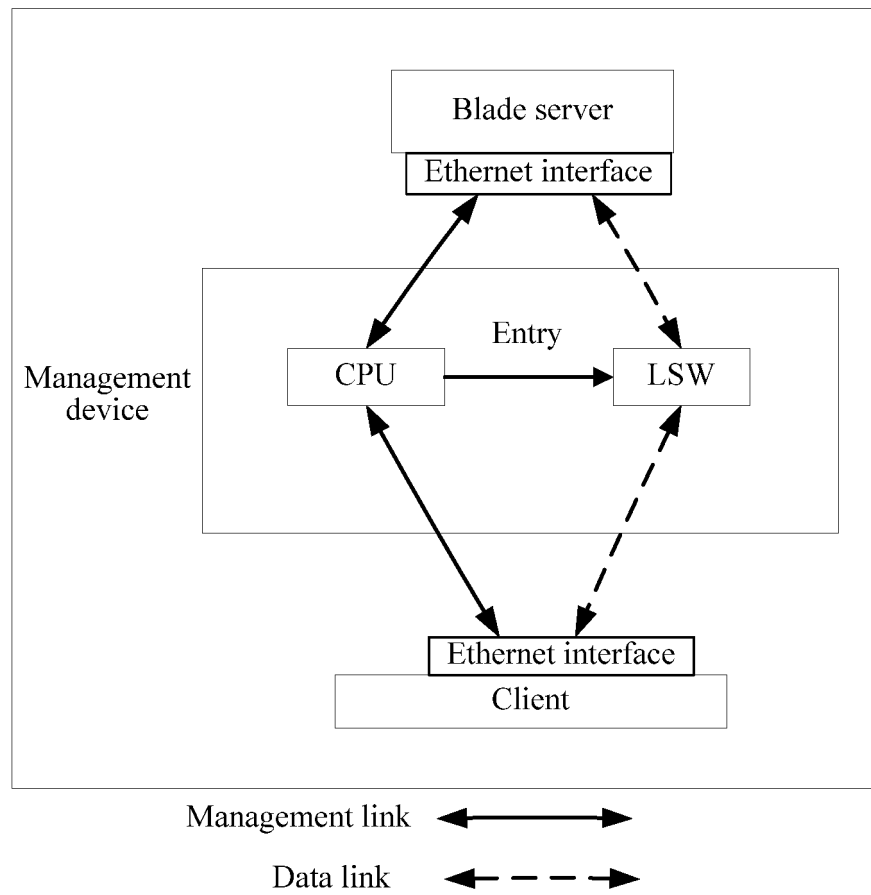 Blade server
Ethernet interface
Entry
CPU
LSW
Management
device
Ethernet interface
Client
Management link
Data link